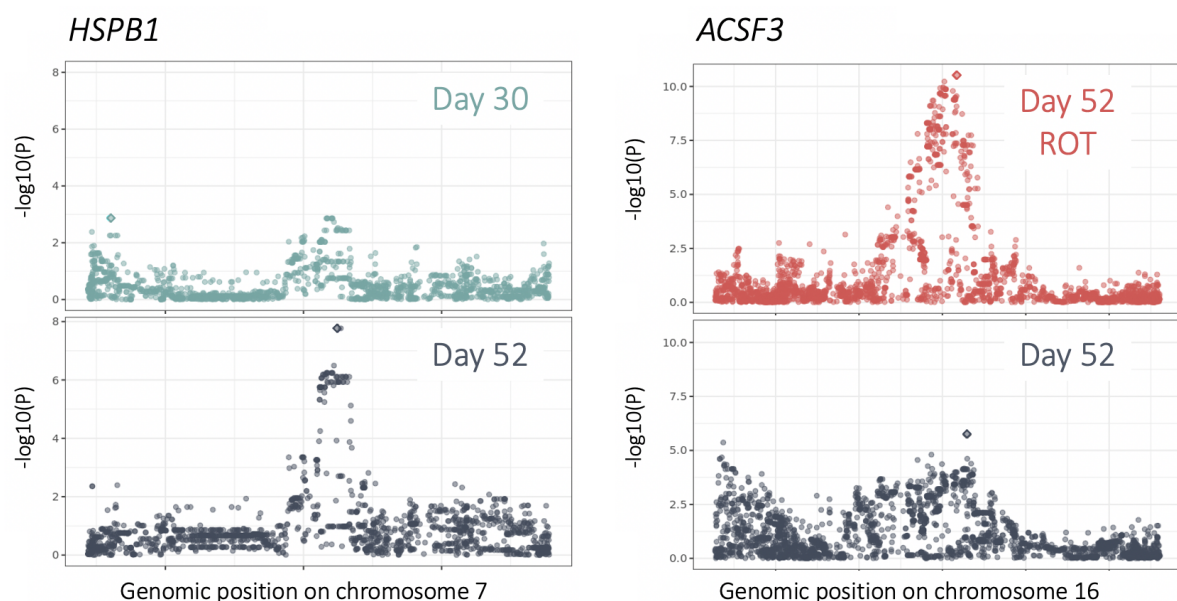 HSPB1
ACSF3
-log10(P)
8
6
4
2
0
Day 30
-log10(P)
8
6
4
2
0
Day 52
Genomic position on chromosome 7
-log10(P)
10.0
7.5
5.0
2.5
0.0
Day 52
ROT
-log10(P)
10.0
7.5
5.0
2.5
0.0
Day 52
Genomic position on chromosome 16